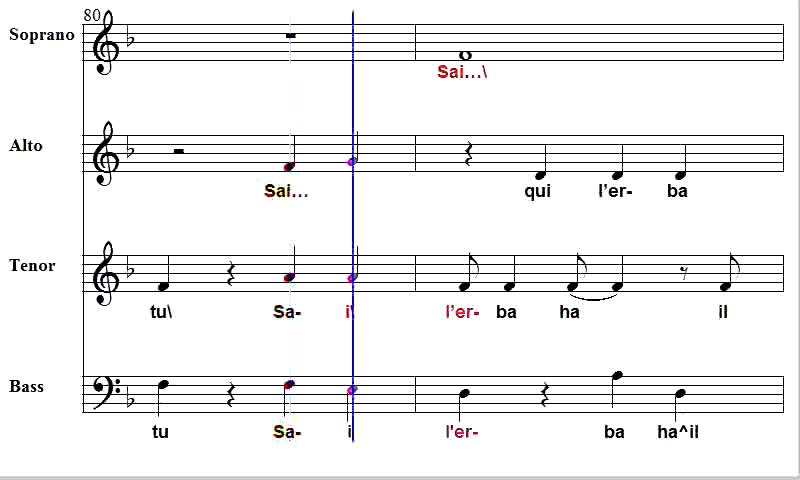 80
Soprano
Sai...\
Alto
Sai... qui l'er- ba
Tenor
tu\ Sa- i\ l'er- ba ha il
Bass
tu Sa- i l'er- ba ha^il